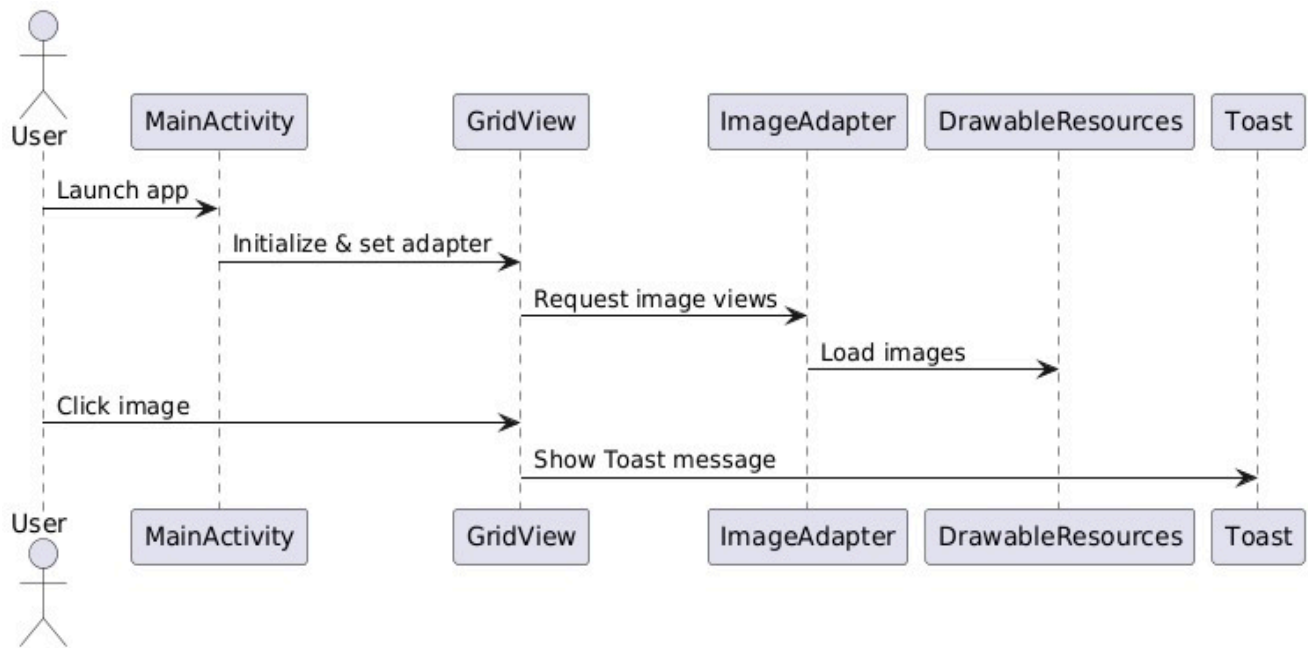 User
MainActivity
GridView
ImageAdapter
DrawableResources
Toast
Launch app
Initialize & set adapter
Request image views
Load images
Click image
Show Toast message
User
MainActivity
GridView
ImageAdapter
DrawableResources
Toast